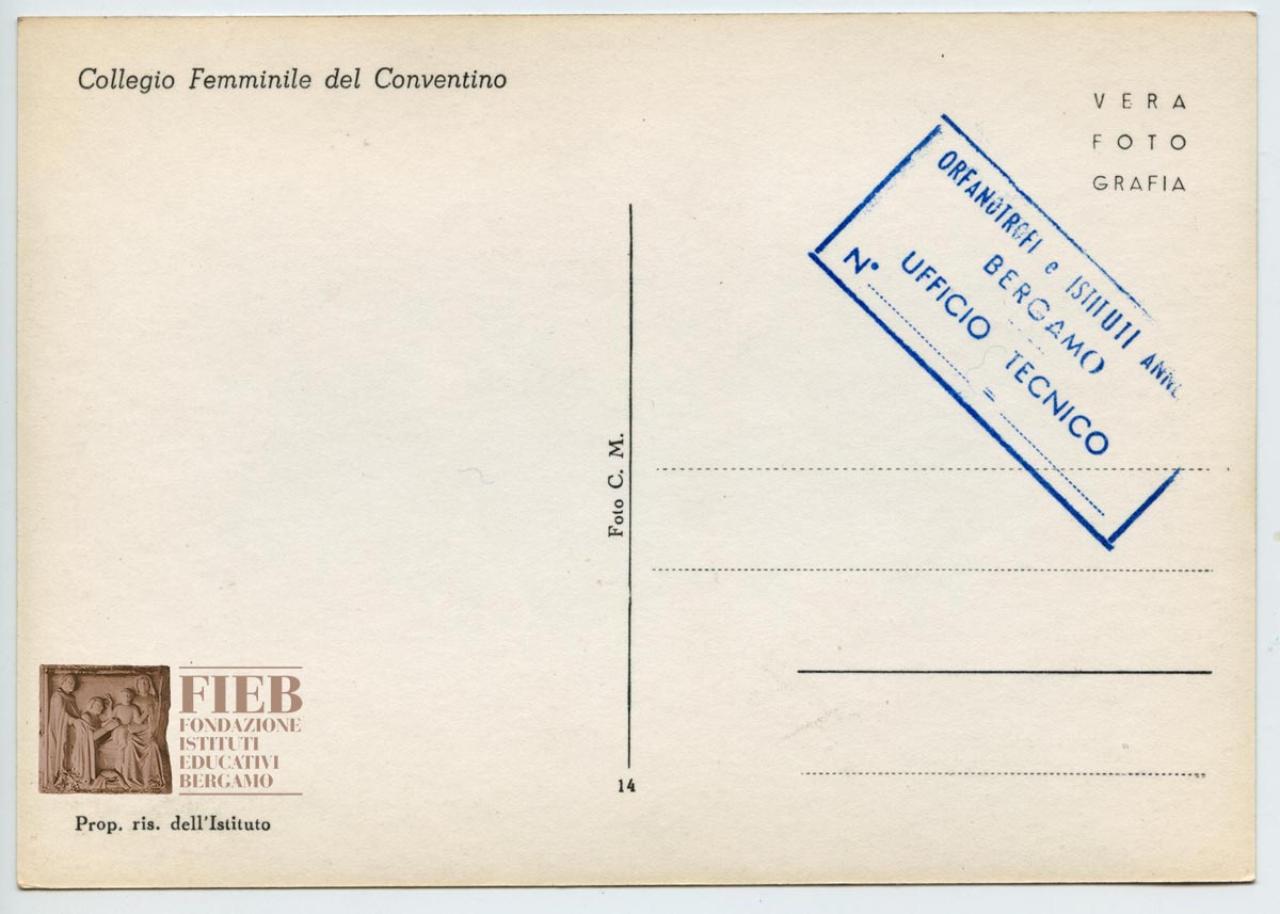 Collegio Femminile del Conventino
VERA
FOTO
GRAFIA
ORFANOTROFI e ISTITUTI
BERGAMO
UFFICIO TECNICO
N°
Foto C. M.
14
FIEB
FONDAZIONE
ISTITUTI
EDUCATIVI
BERGAMO
Prop. ris. dell'Istituto